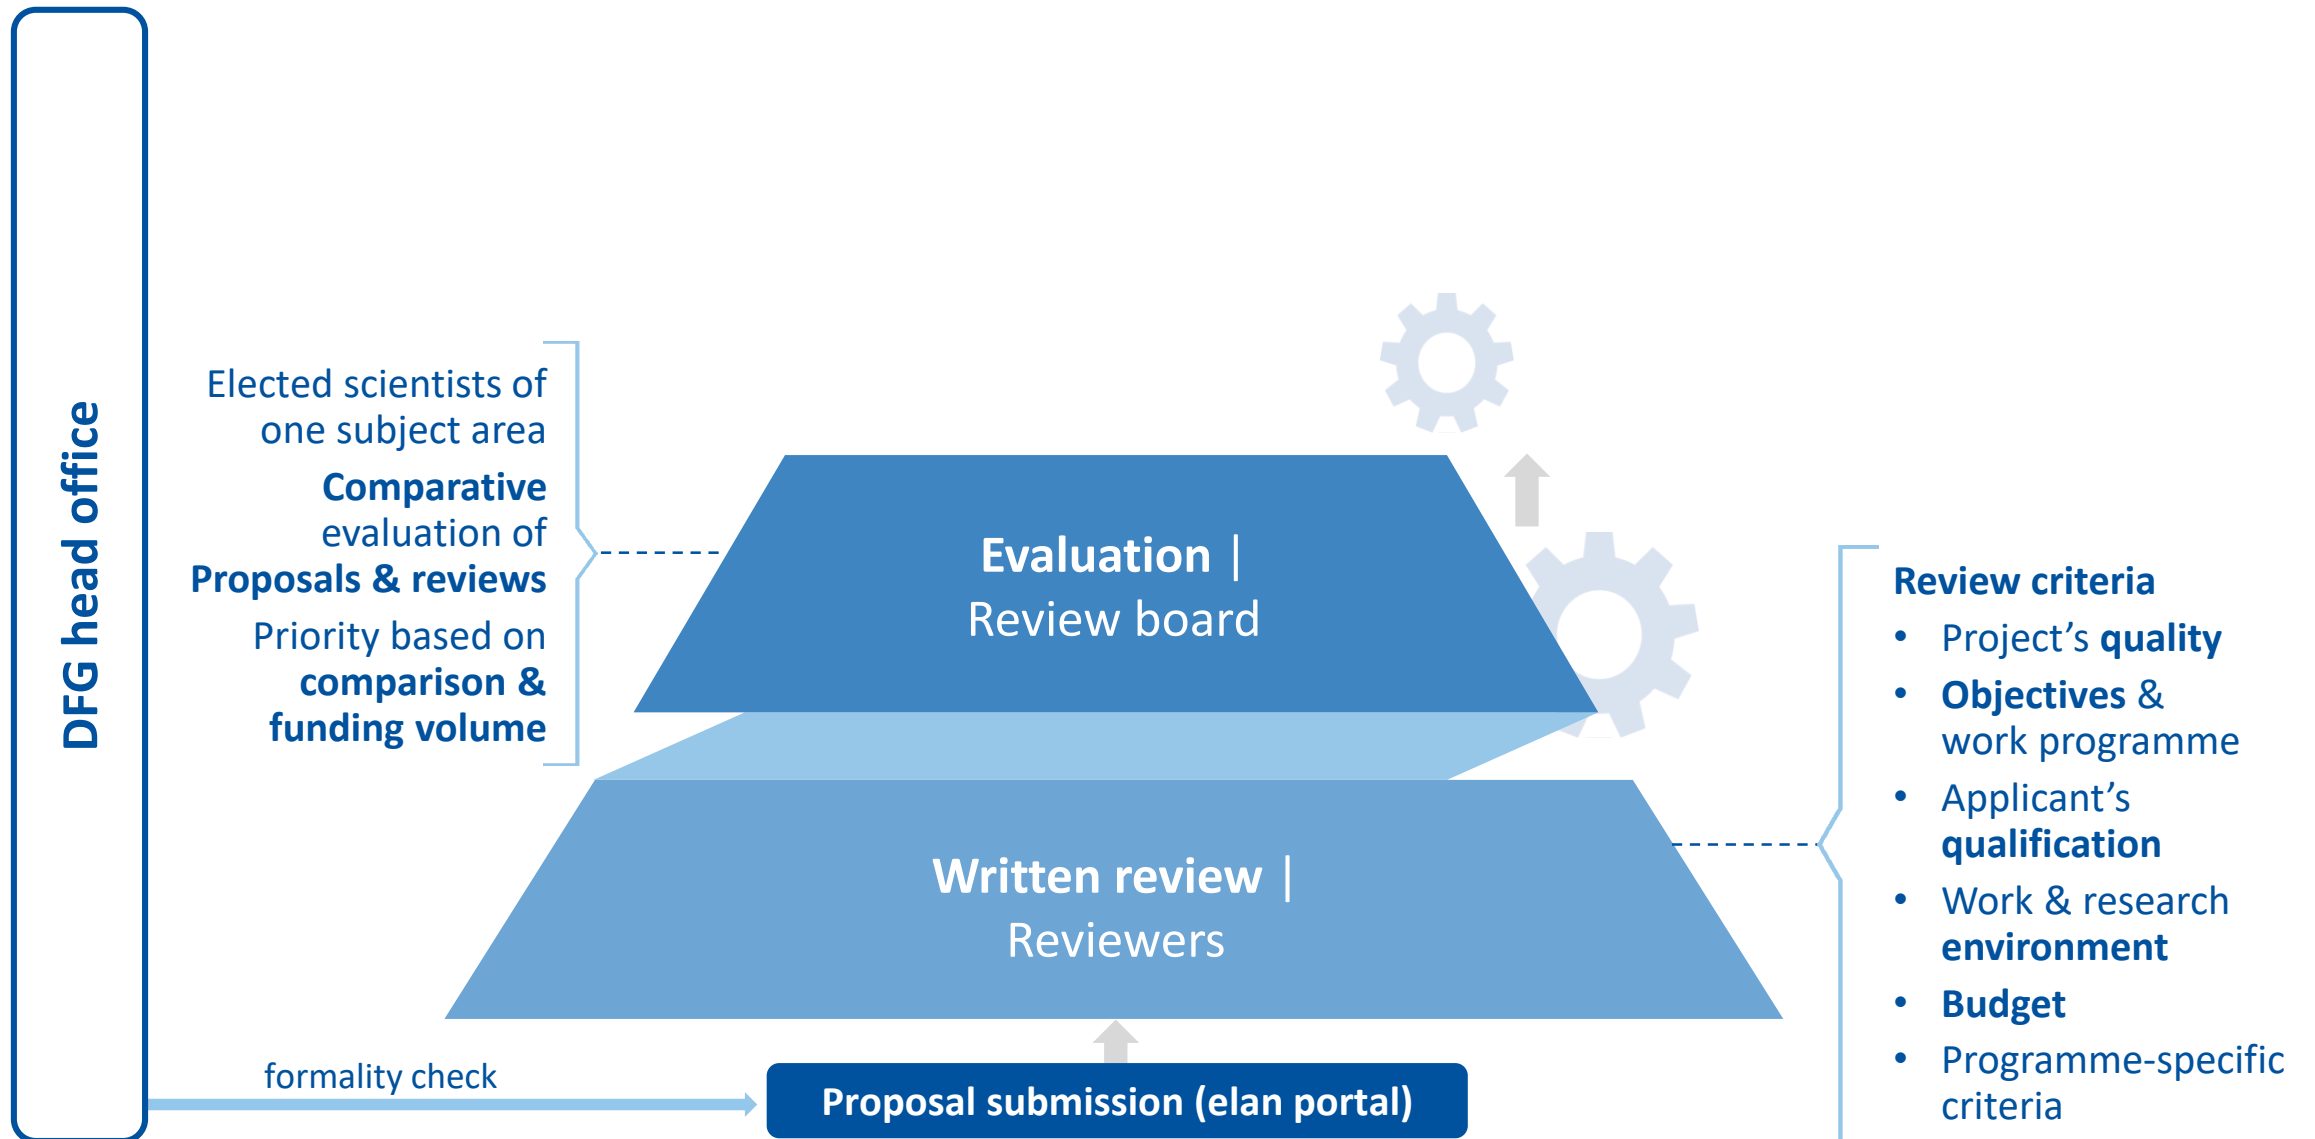 DFG head office
Elected scientists of
one subject area
Comparative
evaluation of
Proposals & reviews
Priority based on
comparison &
funding volume
Evaluation |
Review board
Written review |
Reviewers
Review criteria
• Project’s quality
• Objectives &
work programme
• Applicant’s
qualification
• Work & research
environment
• Budget
• Programme-specific
criteria
formality check
Proposal submission (elan portal)